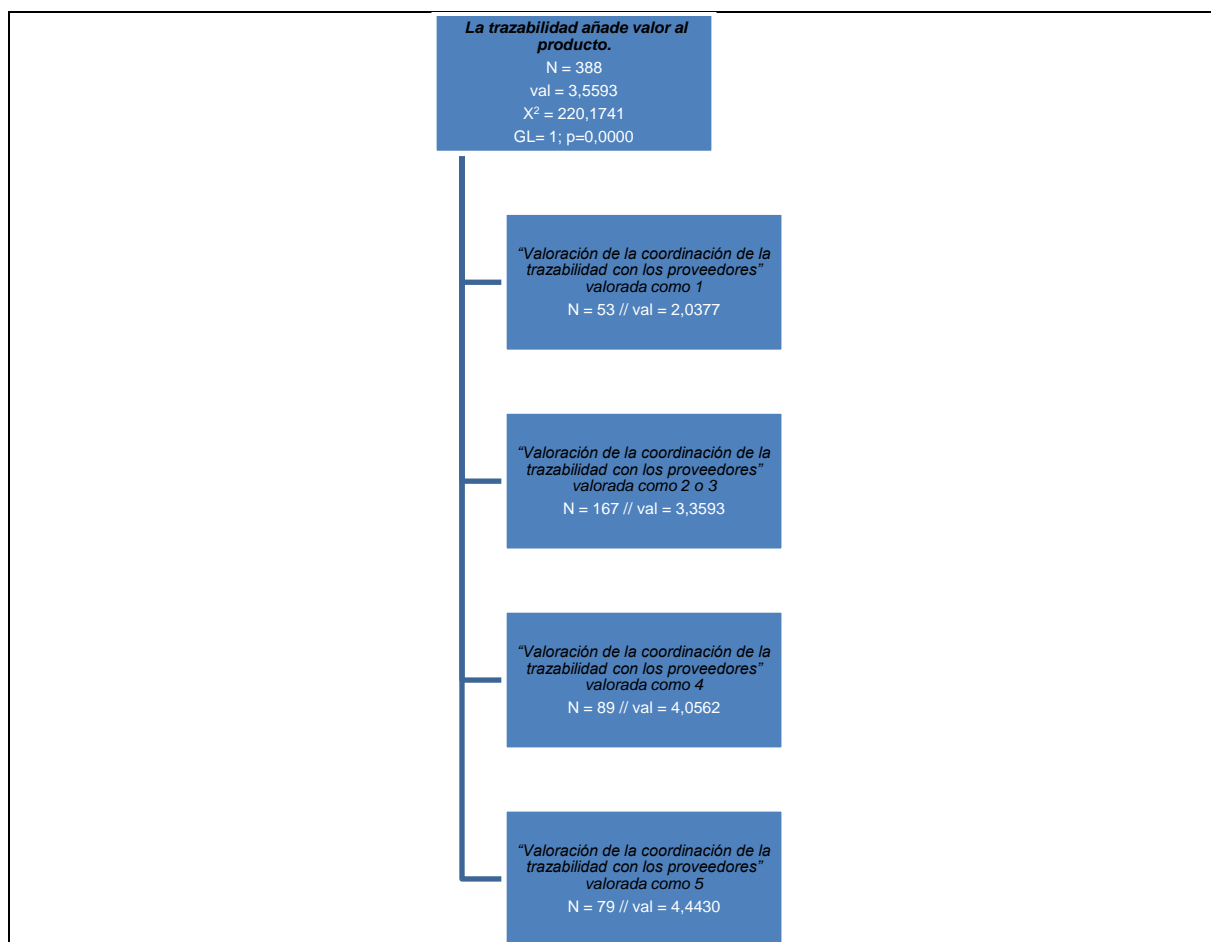 La trazabilidad añade valor al
producto.
N = 388
val = 3,5593
X² = 220,1741
GL= 1; p=0,0000
“Valoración de la coordinación de la
trazabilidad con los proveedores”
valorada como 1
N = 53 // val = 2,0377
“Valoración de la coordinación de la
trazabilidad con los proveedores”
valorada como 2 o 3
N = 167 // val = 3,3593
“Valoración de la coordinación de la
trazabilidad con los proveedores”
valorada como 4
N = 89 // val = 4,0562
“Valoración de la coordinación de la
trazabilidad con los proveedores”
valorada como 5
N = 79 // val = 4,4430